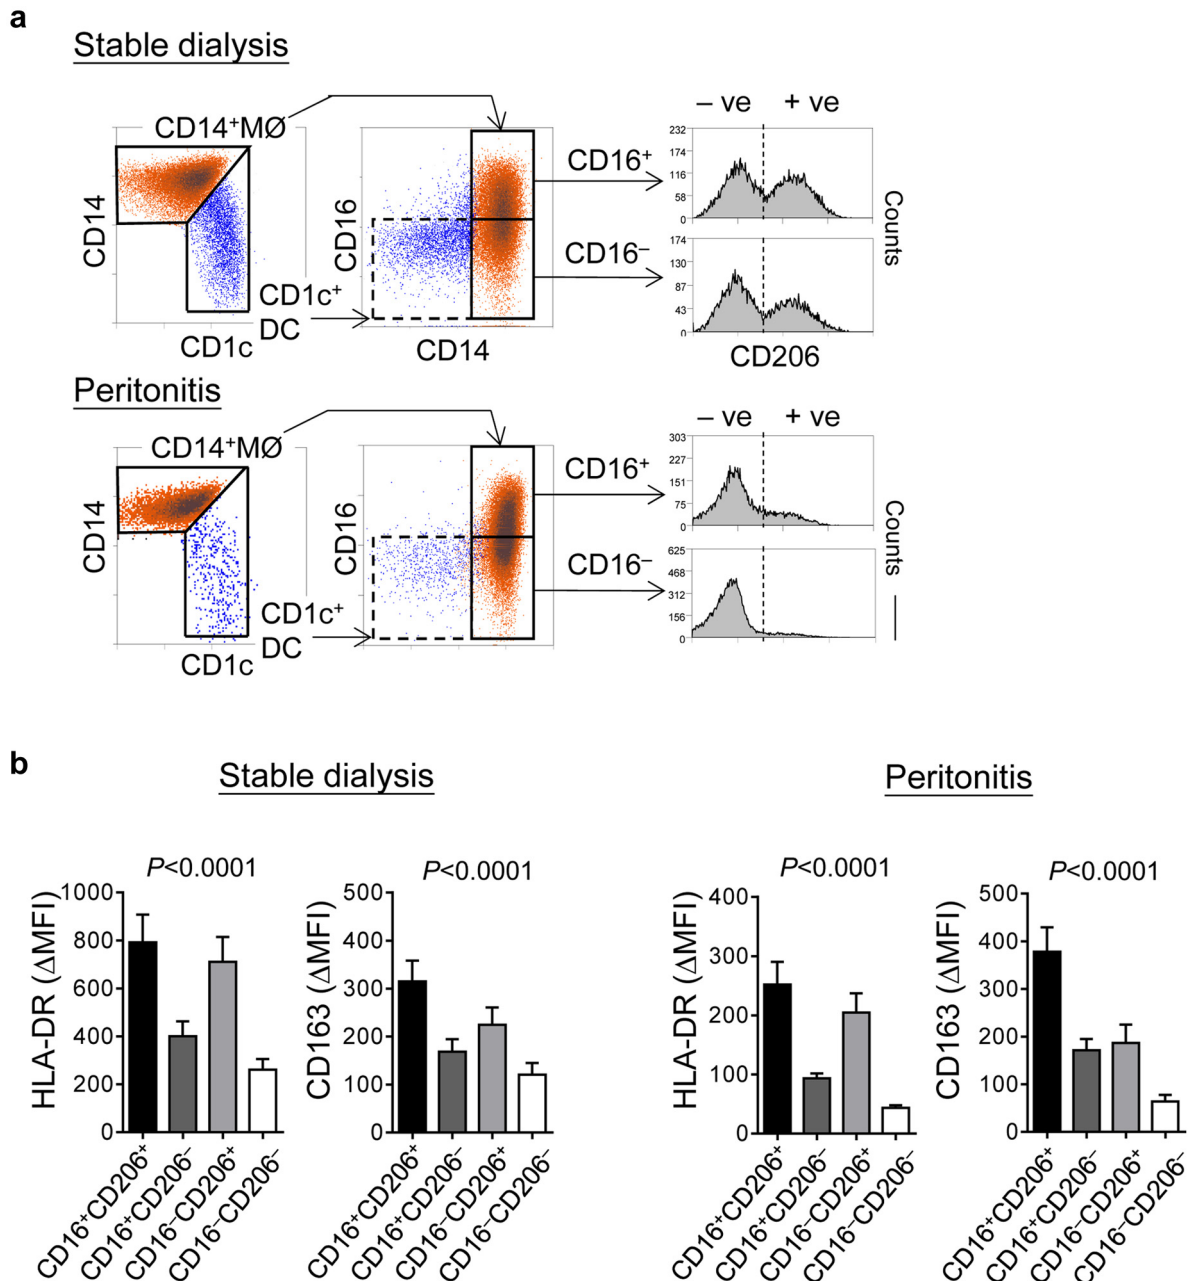 a
Stable dialysis
CD14⁺MØ
CD14
CD1c
CD1c⁺
DC
CD16
CD14
CD16⁺
CD16⁻
– ve
+ ve
232
174
116
58
0
174
130
87
43
0
CD206
Counts
Peritonitis
CD14⁺MØ
CD14
CD1c
CD1c⁺
DC
CD16
CD16⁺
CD16⁻
– ve
+ ve
303
227
151
75
0
625
468
312
156
0
Counts
b
Stable dialysis
Peritonitis
P<0.0001
HLA-DR (ΔMFI)
1000
800
600
400
200
0
CD16⁺CD206⁺
CD16⁺CD206⁻
CD16⁻CD206⁺
CD16⁻CD206⁻
P<0.0001
CD163 (ΔMFI)
500
400
300
200
100
0
CD16⁺CD206⁺
CD16⁺CD206⁻
CD16⁻CD206⁺
CD16⁻CD206⁻
P<0.0001
HLA-DR (ΔMFI)
400
300
200
100
0
CD16⁺CD206⁺
CD16⁺CD206⁻
CD16⁻CD206⁺
CD16⁻CD206⁻
P<0.0001
CD163 (ΔMFI)
500
400
300
200
100
0
CD16⁺CD206⁺
CD16⁺CD206⁻
CD16⁻CD206⁺
CD16⁻CD206⁻